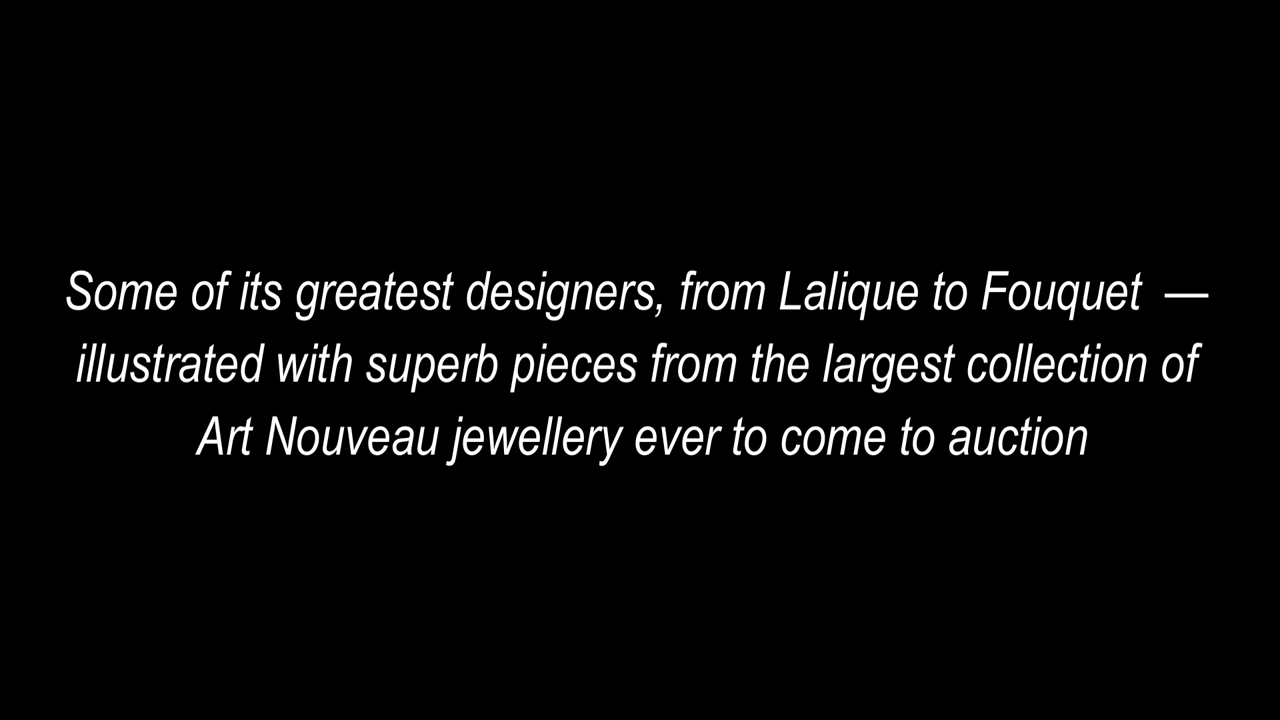 Some of its greatest designers, from Lalique to Fouquet —
illustrated with superb pieces from the largest collection of
Art Nouveau jewellery ever to come to auction